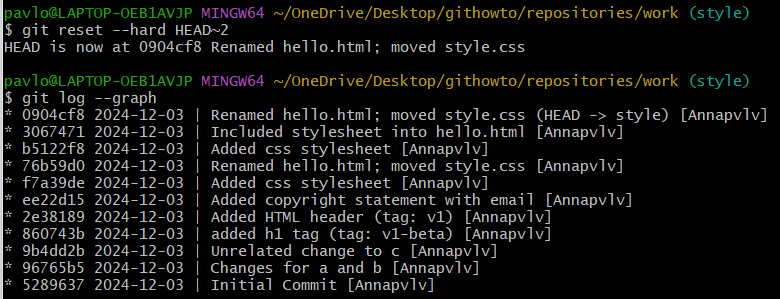 pavlo@LAPTOP-OEB1AVJP MINGW64 ~/OneDrive/Desktop/githowto/repositories/work (style)
$ git reset --hard HEAD~2
HEAD is now at 0904cf8 Renamed hello.html; moved style.css
pavlo@LAPTOP-OEB1AVJP MINGW64 ~/OneDrive/Desktop/githowto/repositories/work (style)
$ git log --graph
* 0904cf8 2024-12-03 | Renamed hello.html; moved style.css (HEAD -> style) [Annapvlv]
* 3067471 2024-12-03 | Included stylesheet into hello.html [Annapvlv]
* b5122f8 2024-12-03 | Added css stylesheet [Annapvlv]
* 76b59d0 2024-12-03 | Renamed hello.html; moved style.css [Annapvlv]
* f7a39de 2024-12-03 | Added css stylesheet [Annapvlv]
* ee22d15 2024-12-03 | Added copyright statement with email [Annapvlv]
* 2e38189 2024-12-03 | Added HTML header (tag: v1) [Annapvlv]
* 860743b 2024-12-03 | added h1 tag (tag: v1-beta) [Annapvlv]
* 9b4dd2b 2024-12-03 | Unrelated change to c [Annapvlv]
* 96765b5 2024-12-03 | Changes for a and b [Annapvlv]
* 5289637 2024-12-03 | Initial Commit [Annapvlv]